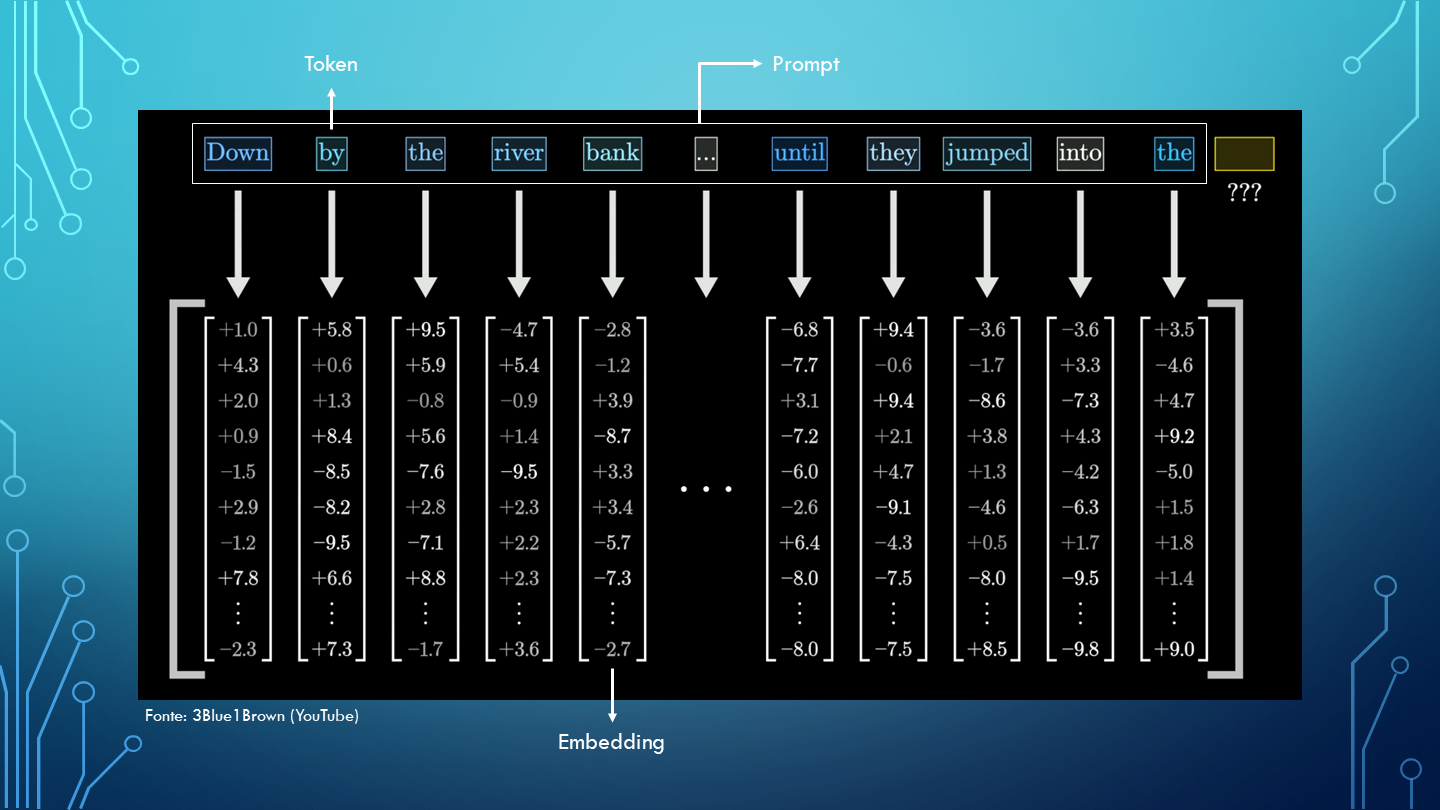 Token Prompt
Down by the river bank ... until they jumped into the
???
+1.0 +5.8 +9.5 −4.7 −2.8 −6.8 +9.4 −3.6 −3.6 +3.5
+4.3 +0.6 +5.9 +5.4 −1.2 −7.7 −0.6 −1.7 +3.3 −4.6
+2.0 +1.3 −0.8 −0.9 +3.9 +3.1 +9.4 −8.6 −7.3 +4.7
+0.9 +8.4 +5.6 +1.4 −8.7 −7.2 +2.1 +3.8 +4.3 +9.2
−1.5 −8.5 −7.6 −9.5 +3.3 −6.0 +4.7 +1.3 −4.2 −5.0
. . .
+2.9 −8.2 +2.8 +2.3 +3.4 −2.6 −9.1 −4.6 −6.3 +1.5
−1.2 −9.5 −7.1 +2.2 −5.7 +6.4 −4.3 +0.5 +1.7 +1.8
+7.8 +6.6 +8.8 +2.3 −7.3 −8.0 −7.5 −8.0 −9.5 +1.4
⋮ ⋮ ⋮ ⋮ ⋮ ⋮ ⋮ ⋮ ⋮ ⋮
−2.3 +7.3 −1.7 +3.6 −2.7 −8.0 −7.5 +8.5 −9.8 +9.0
Fonte: 3Blue1Brown (YouTube)
Embedding